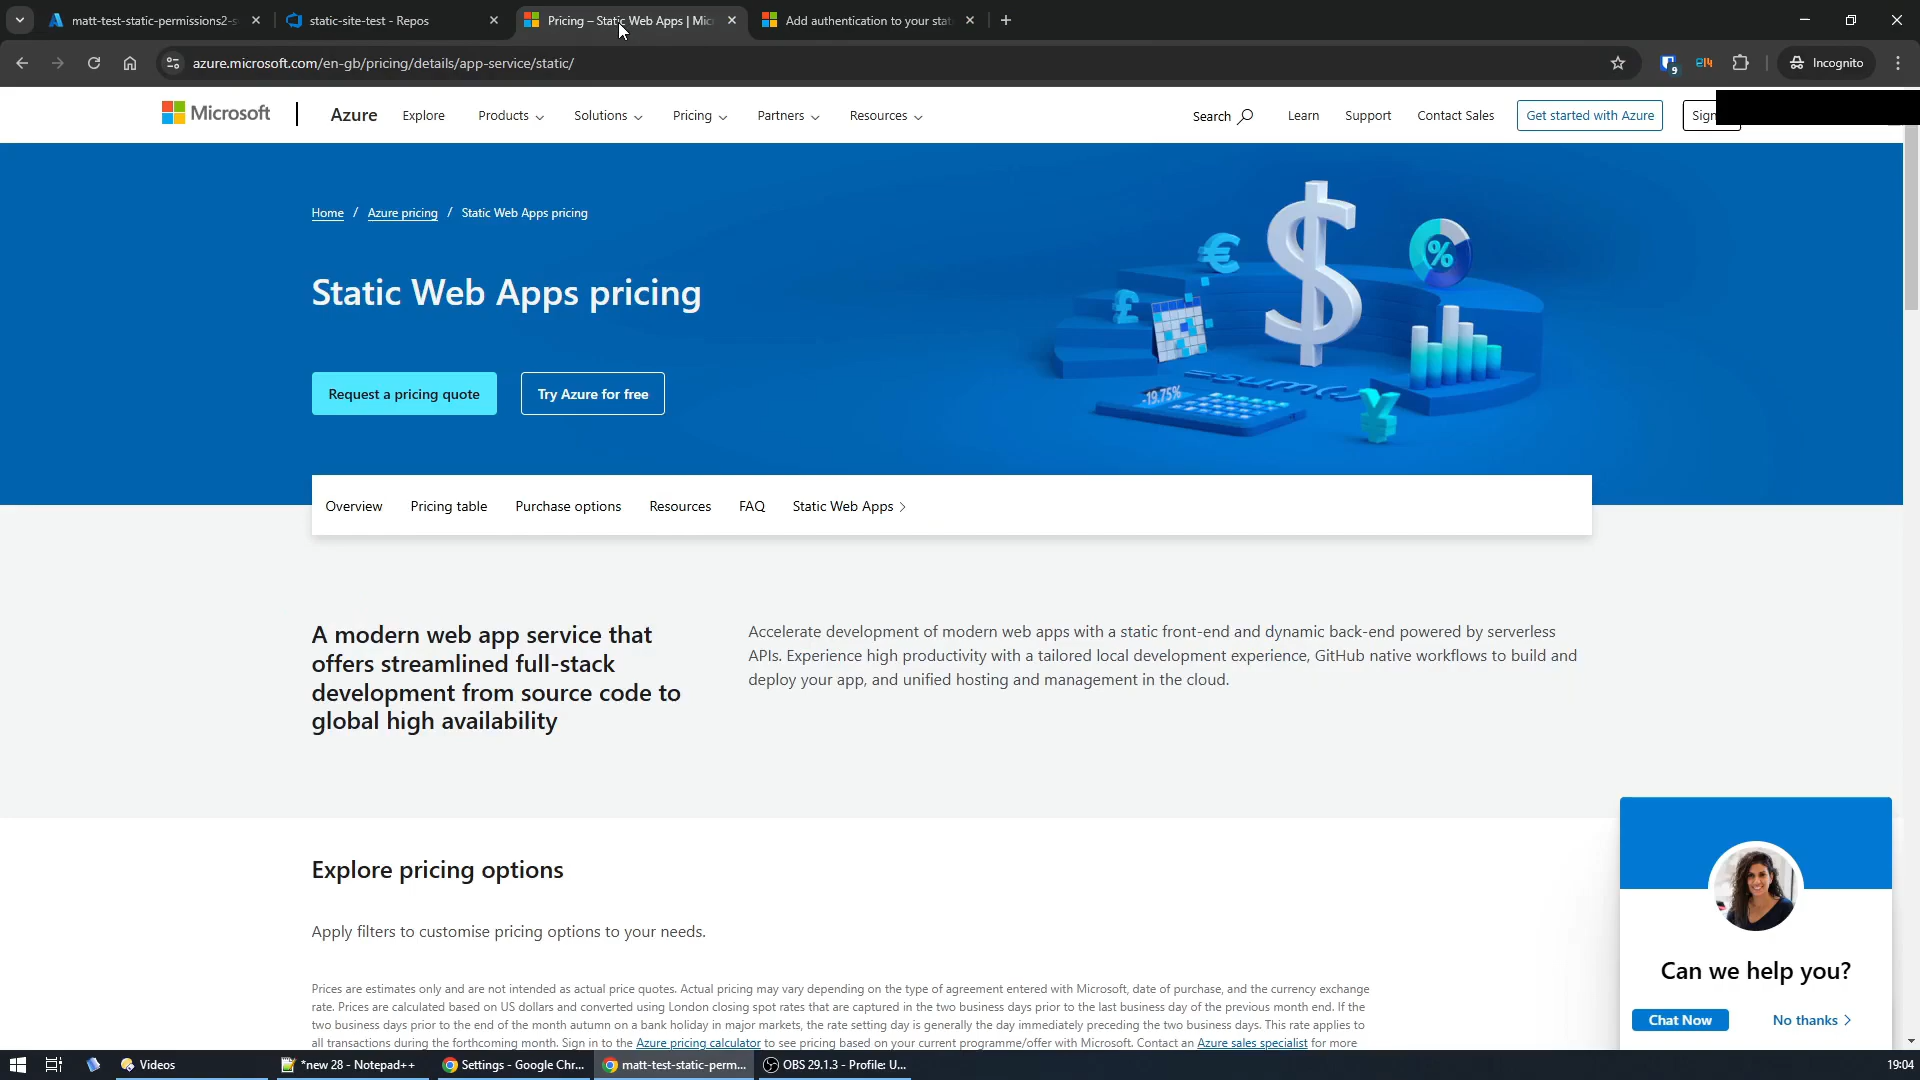 matt-test-static-permissions2-s
static-site-test - Repos
Pricing – Static Web Apps | Mic
Add authentication to your stat
azure.microsoft.com/en-gb/pricing/details/app-service/static/
9
Incognito
Microsoft
Azure
Explore
Products
Solutions
Pricing
Partners
Resources
Search
Learn
Support
Contact Sales
Get started with Azure
Sign
Home / Azure pricing / Static Web Apps pricing
Static Web Apps pricing
Request a pricing quote
Try Azure for free
€
£
$
%
-19.75%
¥
Overview
Pricing table
Purchase options
Resources
FAQ
Static Web Apps
A modern web app service that
offers streamlined full-stack
development from source code to
global high availability
Accelerate development of modern web apps with a static front-end and dynamic back-end powered by serverless
APIs. Experience high productivity with a tailored local development experience, GitHub native workflows to build and
deploy your app, and unified hosting and management in the cloud.
Explore pricing options
Apply filters to customise pricing options to your needs.
Prices are estimates only and are not intended as actual price quotes. Actual pricing may vary depending on the type of agreement entered with Microsoft, date of purchase, and the currency exchange
rate. Prices are calculated based on US dollars and converted using London closing spot rates that are captured in the two business days prior to the last business day of the previous month end. If the
two business days prior to the end of the month autumn on a bank holiday in major markets, the rate setting day is generally the day immediately preceding the two business days. This rate applies to
all transactions during the forthcoming month. Sign in to the Azure pricing calculator to see pricing based on your current programme/offer with Microsoft. Contact an Azure sales specialist for more
Can we help you?
Chat Now
No thanks
Videos
*new 28 - Notepad++
Settings - Google Chr...
matt-test-static-perm...
OBS 29.1.3 - Profile: U...
19:04